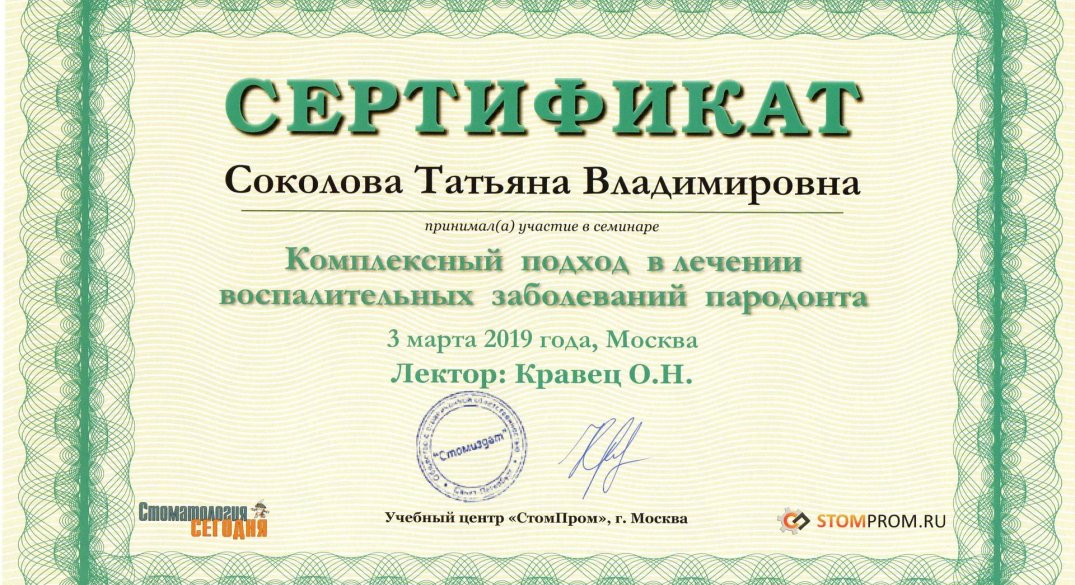 СЕРТИФИКАТ
Соколова Татьяна Владимировна
принимал(а) участие в семинаре
Комплексный подход в лечении
воспалительных заболеваний пародонта
3 марта 2019 года, Москва
Лектор: Кравец О.Н.
"Стомиздат"
Стоматология
СЕГОДНЯ
Учебный центр «СтомПром», г. Москва
STOMPROM.RU